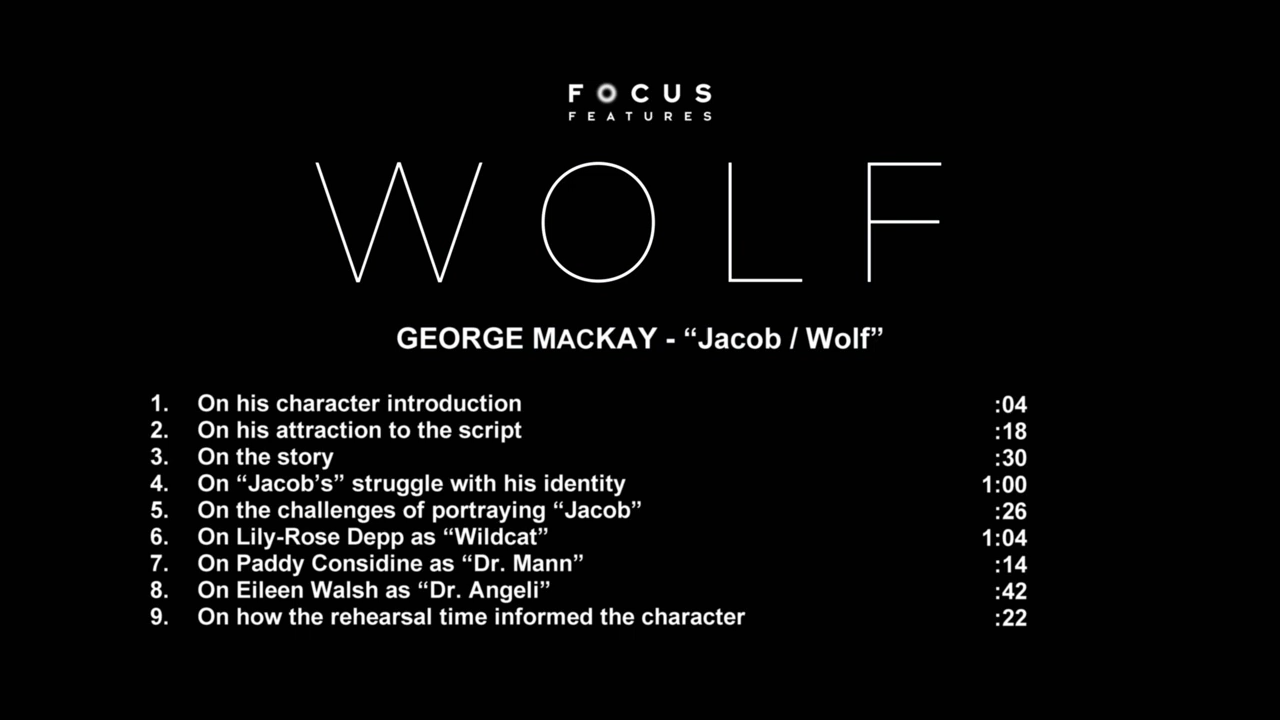 FOCUS
FEATURES
WOLF
GEORGE MACKAY - “Jacob / Wolf”
1. On his character introduction :04
2. On his attraction to the script :18
3. On the story :30
4. On “Jacob’s” struggle with his identity 1:00
5. On the challenges of portraying “Jacob” :26
6. On Lily-Rose Depp as “Wildcat” 1:04
7. On Paddy Considine as “Dr. Mann” :14
8. On Eileen Walsh as “Dr. Angeli” :42
9. On how the rehearsal time informed the character :22